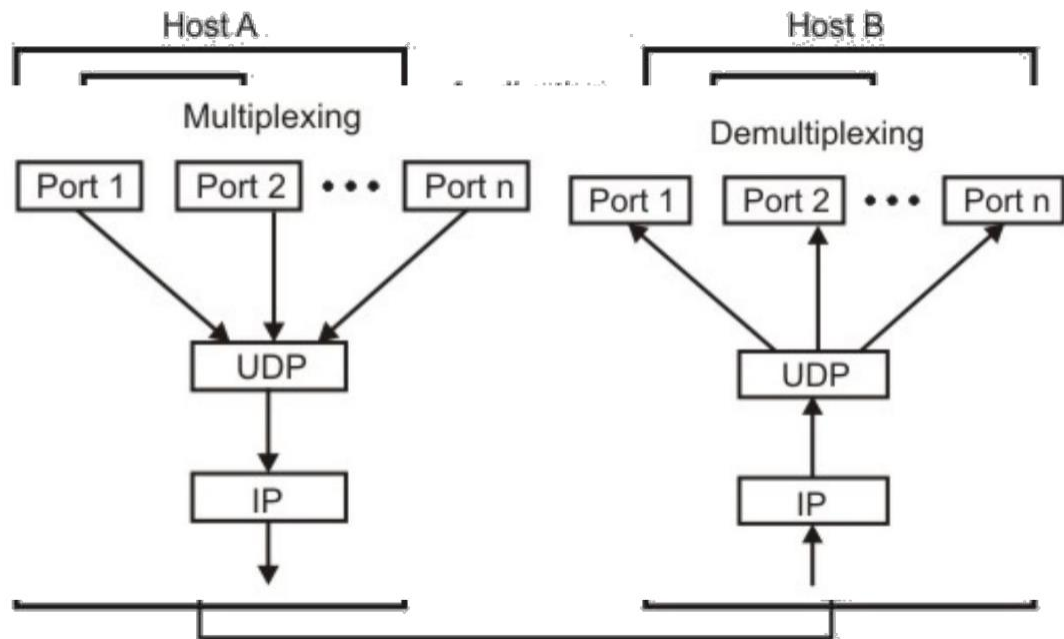 Host A
Host B
Multiplexing
Demultiplexing
Port 1
Port 2
•••
Port n
Port 1
Port 2
•••
Port n
UDP
UDP
IP
IP